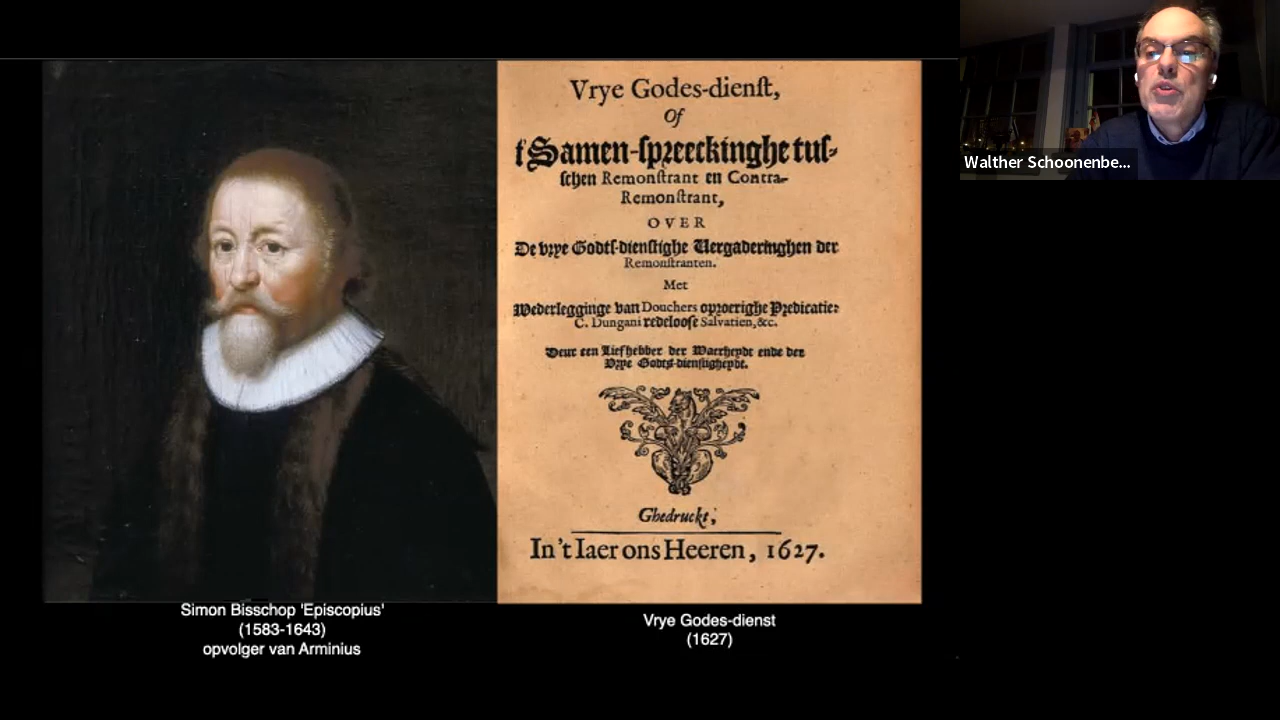 Vrye Godes-dienſt,
Of
t'Samen-ſpreeckinghe tuſ-
ſchen Remonſtrant en Contra-
Remonſtrant,
OVER
De vrye Godtſ-dienſtighe Vergaderinghen der
Remonſtranten.
Met
Wederlegginge van Douchers oproerighe Predicatie:
C. Dungani redelooſe Salvatien, &c.
Deur een Liefhebber der Waerheydt ende der
Vrye Godtſ-dienſtigheydt.
Ghedruckt,
In't Iaer ons Heeren, 1627.
Simon Bisschop 'Episcopius'
(1583-1643)
opvolger van Arminius
Vrye Godes-dienst
(1627)
Walther Schoonenbe...